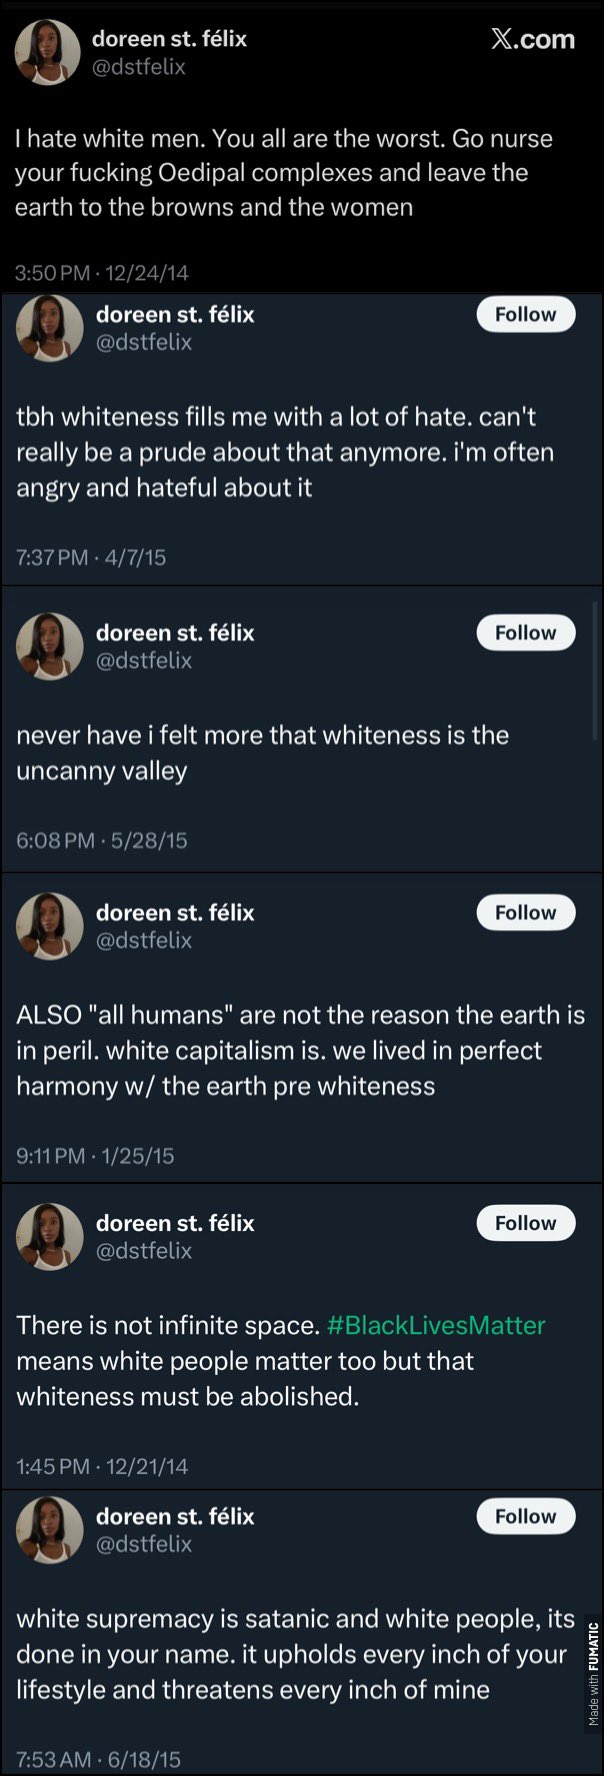 doreen st. félix
X.com
@dstfelix
I hate white men. You all are the worst. Go nurse
your fucking Oedipal complexes and leave the
earth to the browns and the women
3:50 PM · 12/24/14
doreen st. félix
Follow
@dstfelix
tbh whiteness fills me with a lot of hate. can't
really be a prude about that anymore. i'm often
angry and hateful about it
7:37 PM · 4/7/15
doreen st. félix
Follow
@dstfelix
never have i felt more that whiteness is the
uncanny valley
6:08 PM · 5/28/15
doreen st. félix
Follow
@dstfelix
ALSO "all humans" are not the reason the earth is
in peril. white capitalism is. we lived in perfect
harmony w/ the earth pre whiteness
9:11 PM · 1/25/15
doreen st. félix
Follow
@dstfelix
There is not infinite space. #BlackLivesMatter
means white people matter too but that
whiteness must be abolished.
1:45 PM · 12/21/14
doreen st. félix
Follow
@dstfelix
white supremacy is satanic and white people, its
done in your name. it upholds every inch of your
lifestyle and threatens every inch of mine
7:53 AM · 6/18/15
Made with FUMATIC